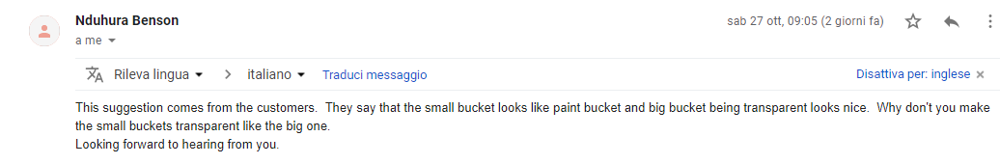 Nduhura Benson
sab 27 ott, 09:05 (2 giorni fa)
a me
Rileva lingua
italiano
Traduci messaggio
Disattiva per: inglese
This suggestion comes from the customers.  They say that the small bucket looks like paint bucket and big bucket being transparent looks nice.  Why don't you make
the small buckets transparent like the big one.
Looking forward to hearing from you.